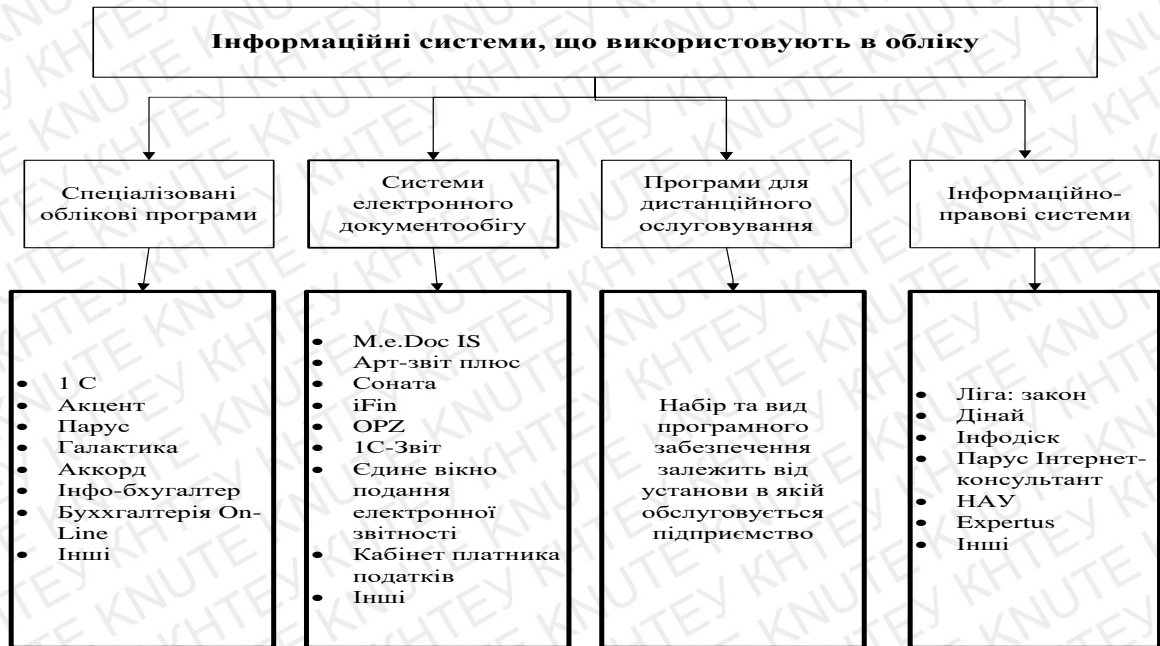 Інформаційні системи, що використовують в обліку
Спеціалізовані
облікові програми
Системи
електронного
документообігу
Програми для
дистанційного
ослуговування
Інформаційно-
правові системи
• 1 С
• Акцент
• Парус
• Галактика
• Аккорд
• Інфо-бхугалтер
• Буххгалтерія On-
Line
• Інші
• M.e.Doc IS
• Арт-звіт плюс
• Соната
• iFin
• OPZ
• 1С-Звіт
• Єдине вікно
подання
електронної
звітності
• Кабінет платника
податків
• Інші
Набір та вид
програмного
забезпечення
залежить від
установи в якій
обслуговується
підприємство
• Ліга: закон
• Дінай
• Інфодіск
• Парус Інтернет-
консультант
• НАУ
• Expertus
• Інші